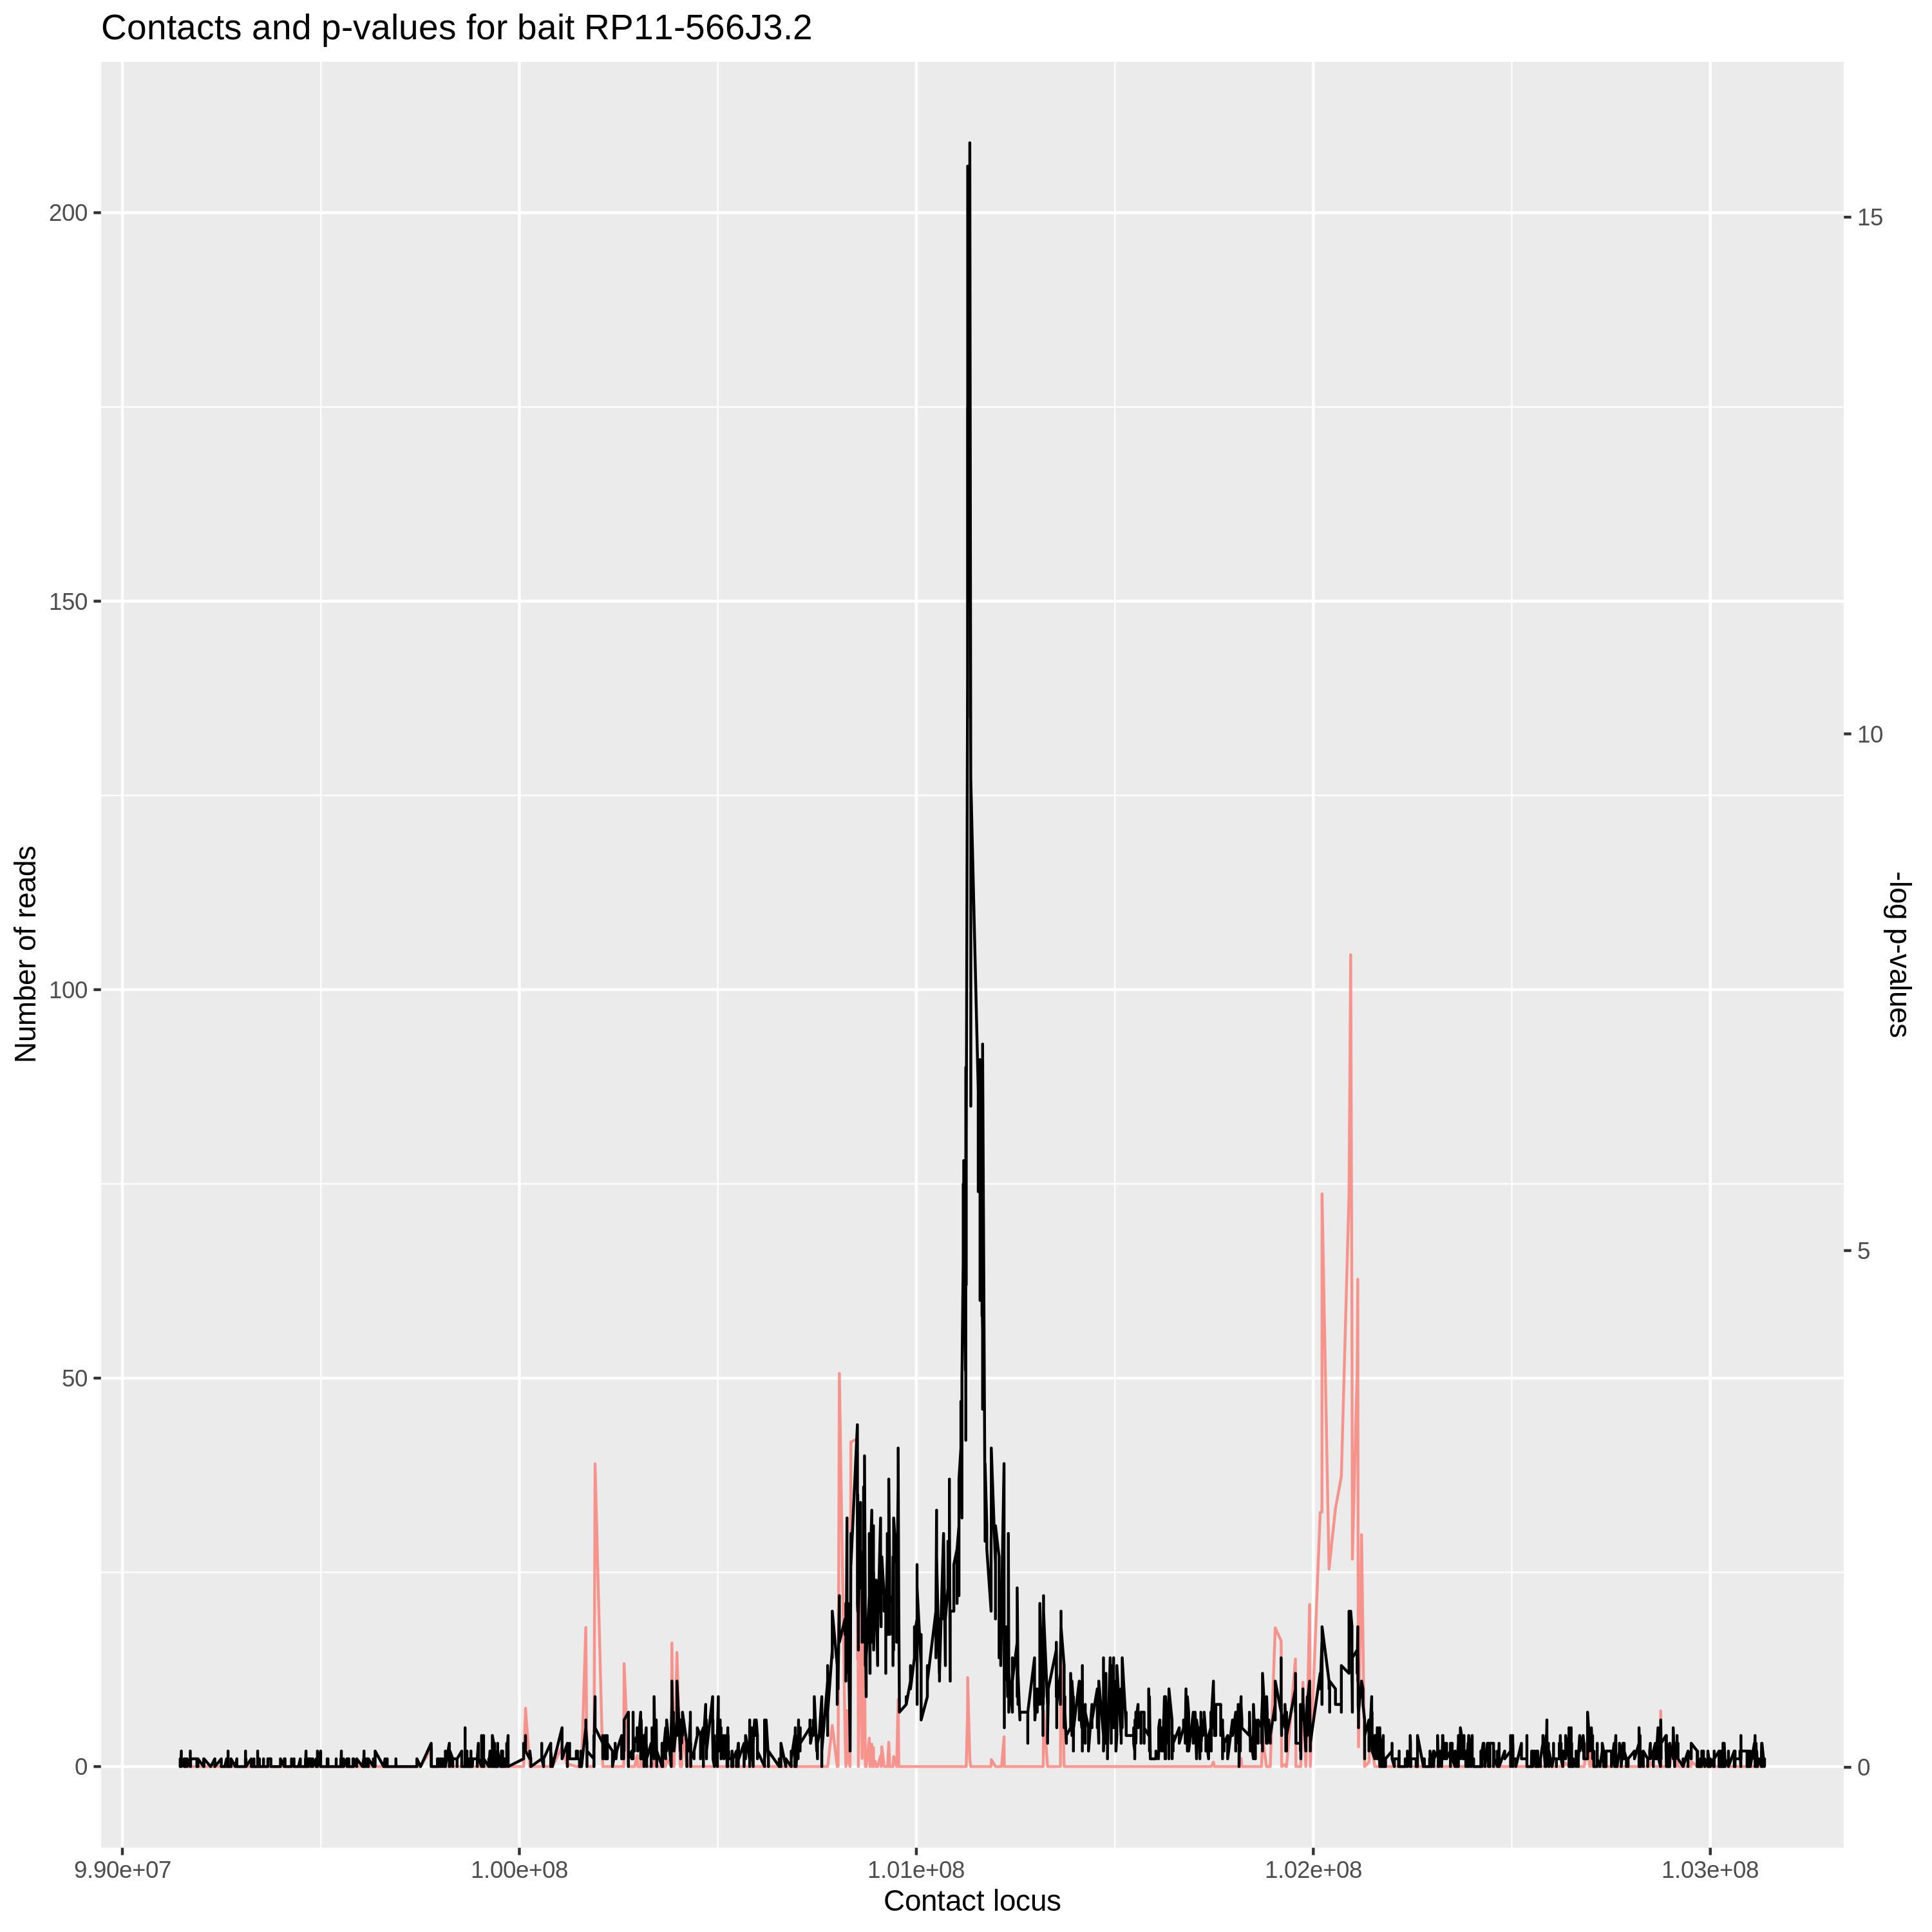 Contacts and p-values for bait RP11-566J3.2
Number of reads
200
150
100
50
0
15
10
5
0
-log p-values
9.90e+07 1.00e+08 1.01e+08 1.02e+08 1.03e+08
Contact locus